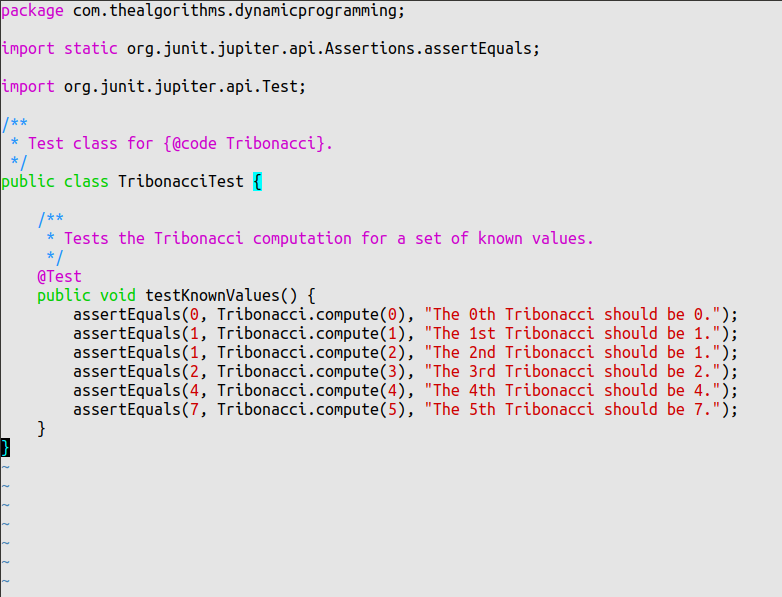 package com.thealgorithms.dynamicprogramming;

import static org.junit.jupiter.api.Assertions.assertEquals;

import org.junit.jupiter.api.Test;

/**
 * Test class for {@code Tribonacci}.
 */
public class TribonacciTest {

    /**
     * Tests the Tribonacci computation for a set of known values.
     */
    @Test
    public void testKnownValues() {
        assertEquals(0, Tribonacci.compute(0), "The 0th Tribonacci should be 0.");
        assertEquals(1, Tribonacci.compute(1), "The 1st Tribonacci should be 1.");
        assertEquals(1, Tribonacci.compute(2), "The 2nd Tribonacci should be 1.");
        assertEquals(2, Tribonacci.compute(3), "The 3rd Tribonacci should be 2.");
        assertEquals(4, Tribonacci.compute(4), "The 4th Tribonacci should be 4.");
        assertEquals(7, Tribonacci.compute(5), "The 5th Tribonacci should be 7.");
    }
}
~
~
~
~
~
~
~